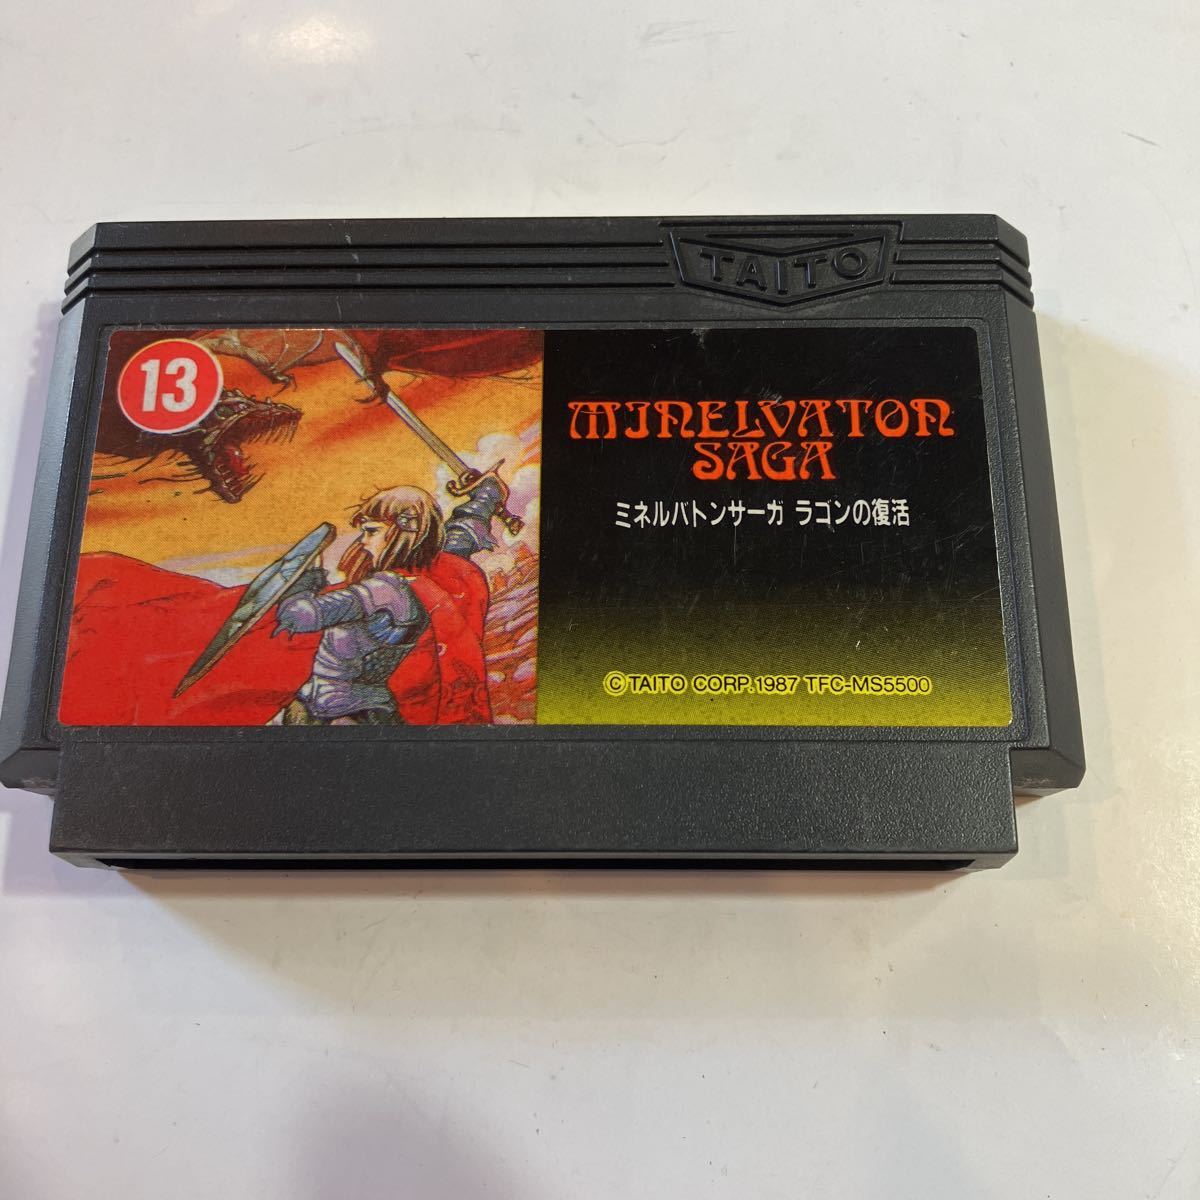 TAITO
13
MINELVATON
SAGA
ミネルバトンサーガ ラゴンの復活
©TAITO CORP.1987 TFC-MS5500